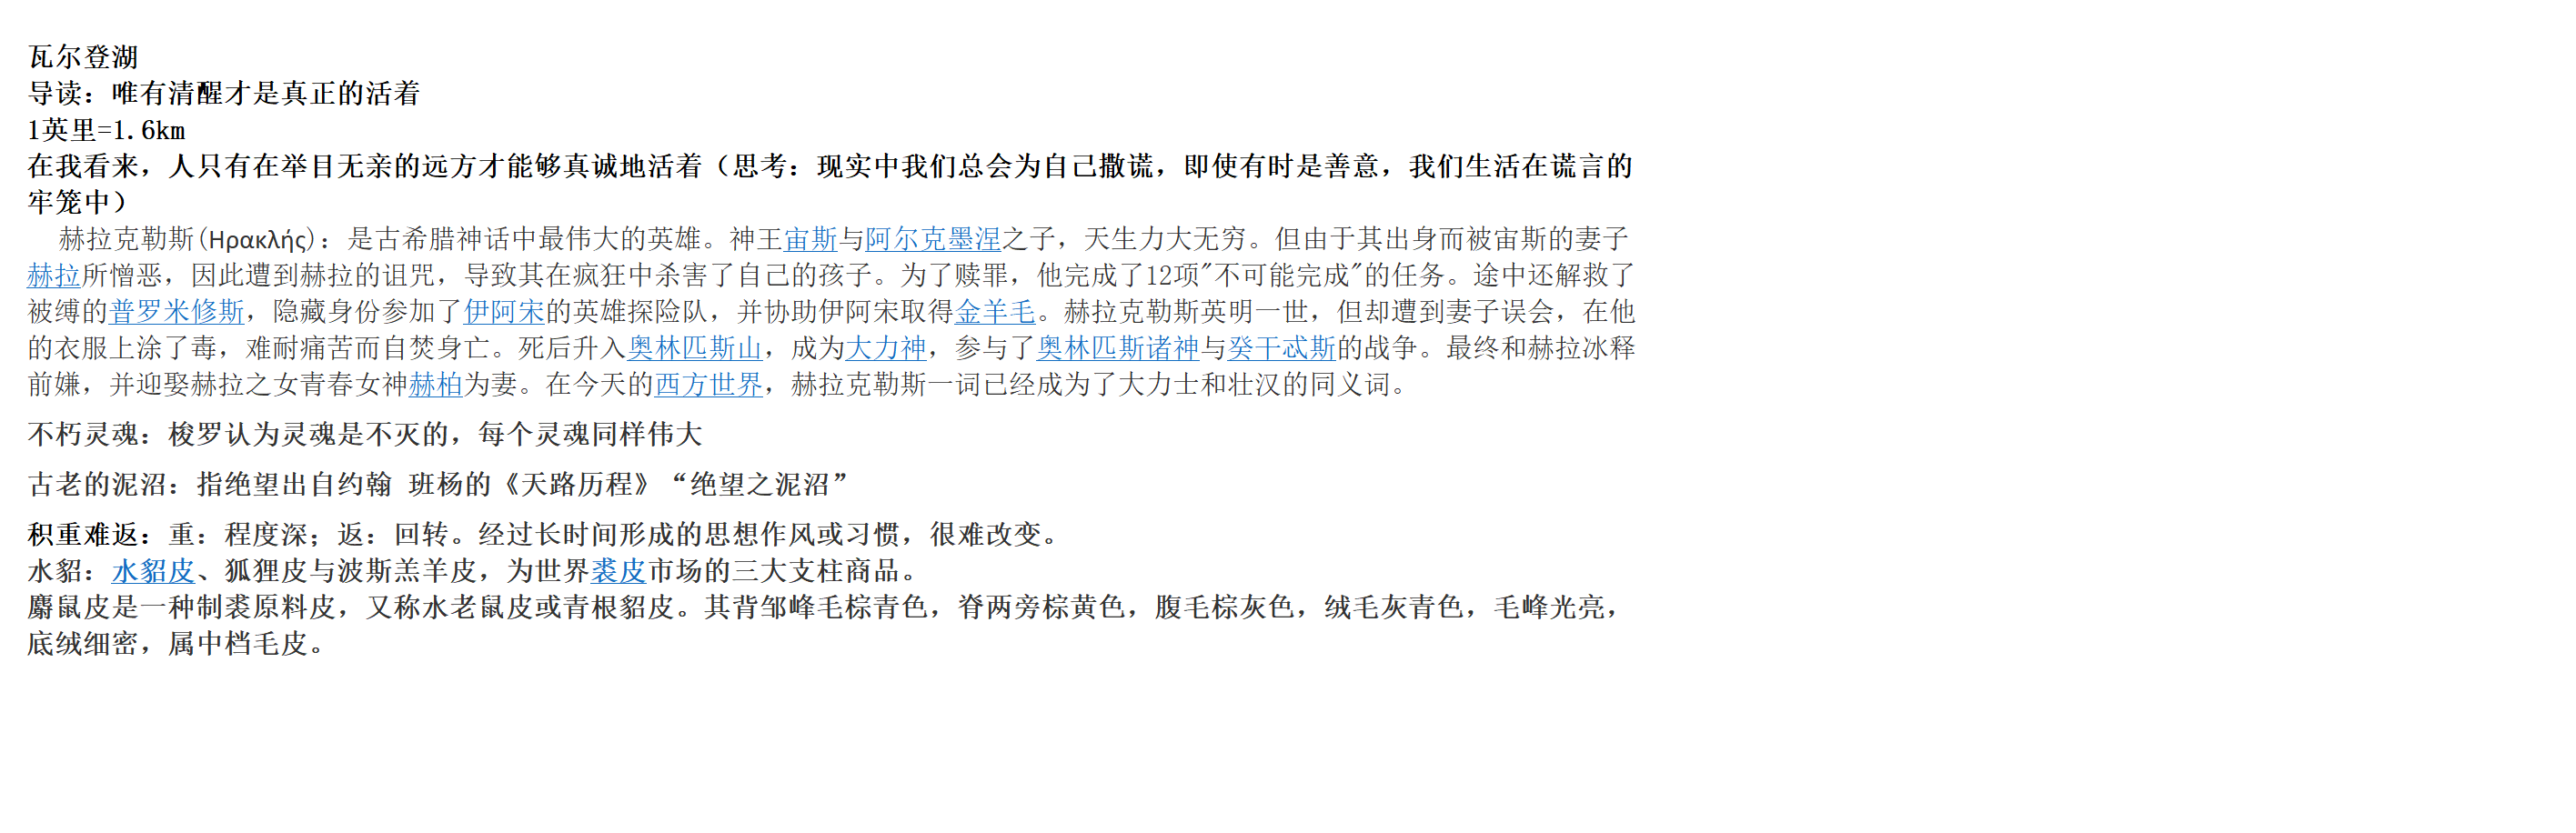 瓦尔登湖
导读：唯有清醒才是真正的活着
1英里=1.6km
在我看来，人只有在举目无亲的远方才能够真诚地活着（思考：现实中我们总会为自己撒谎，即使有时是善意，我们生活在谎言的
牢笼中）
赫拉克勒斯(Ηρακλής)：是古希腊神话中最伟大的英雄。神王宙斯与阿尔克墨涅之子，天生力大无穷。但由于其出身而被宙斯的妻子
赫拉所憎恶，因此遭到赫拉的诅咒，导致其在疯狂中杀害了自己的孩子。为了赎罪，他完成了12项"不可能完成"的任务。途中还解救了
被缚的普罗米修斯，隐藏身份参加了伊阿宋的英雄探险队，并协助伊阿宋取得金羊毛。赫拉克勒斯英明一世，但却遭到妻子误会，在他
的衣服上涂了毒，难耐痛苦而自焚身亡。死后升入奥林匹斯山，成为大力神，参与了奥林匹斯诸神与癸干忒斯的战争。最终和赫拉冰释
前嫌，并迎娶赫拉之女青春女神赫柏为妻。在今天的西方世界，赫拉克勒斯一词已经成为了大力士和壮汉的同义词。
不朽灵魂：梭罗认为灵魂是不灭的，每个灵魂同样伟大
古老的泥沼：指绝望出自约翰 班杨的《天路历程》“绝望之泥沼”
积重难返：重：程度深；返：回转。经过长时间形成的思想作风或习惯，很难改变。
水貂：水貂皮、狐狸皮与波斯羔羊皮，为世界裘皮市场的三大支柱商品。
麝鼠皮是一种制裘原料皮，又称水老鼠皮或青根貂皮。其背邹峰毛棕青色，脊两旁棕黄色，腹毛棕灰色，绒毛灰青色，毛峰光亮，
底绒细密，属中档毛皮。